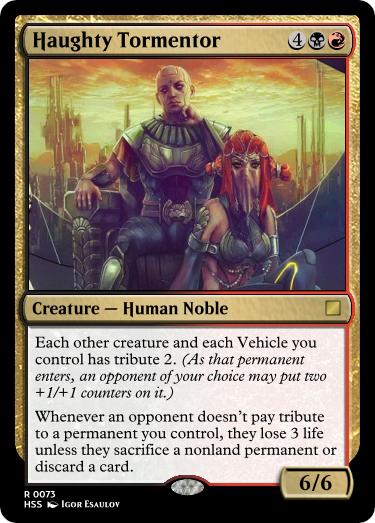 Haughty Tormentor 4
Creature — Human Noble
Each other creature and each Vehicle you
control has tribute 2. (As that permanent
enters, an opponent of your choice may put two
+1/+1 counters on it.)
Whenever an opponent doesn't pay tribute
to a permanent you control, they lose 3 life
unless they sacrifice a nonland permanent or
discard a card.
6/6
R 0073
HSS Igor Esaulov